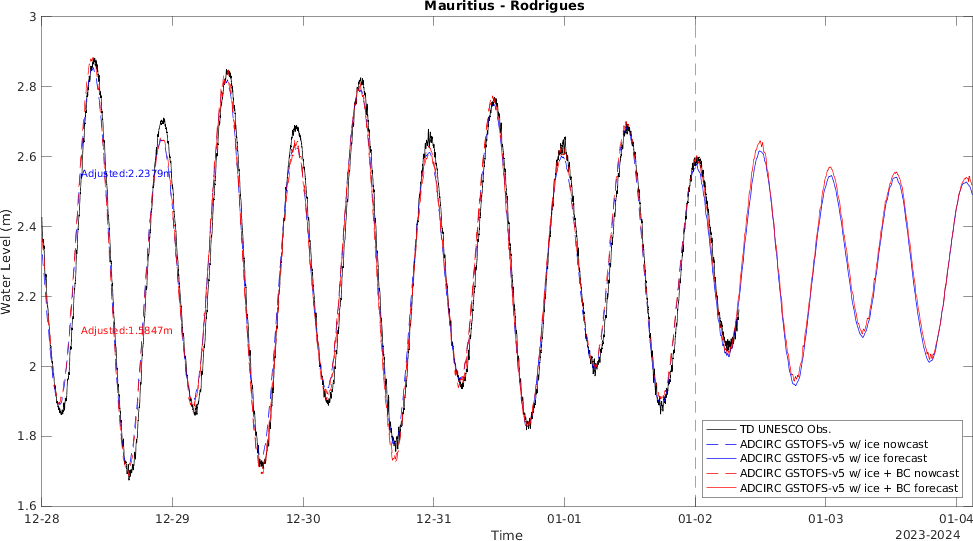 Mauritius - Rodrigues
3
2.8
2.6
2.4
2.2
2
1.8
1.6
Water Level (m)
Adjusted:2.2379m
Adjusted:1.5847m
TD UNESCO Obs.
ADCIRC GSTOFS-v5 w/ ice nowcast
ADCIRC GSTOFS-v5 w/ ice forecast
ADCIRC GSTOFS-v5 w/ ice + BC nowcast
ADCIRC GSTOFS-v5 w/ ice + BC forecast
12-28 12-29 12-30 12-31 01-01 01-02 01-03 01-04
Time
2023-2024